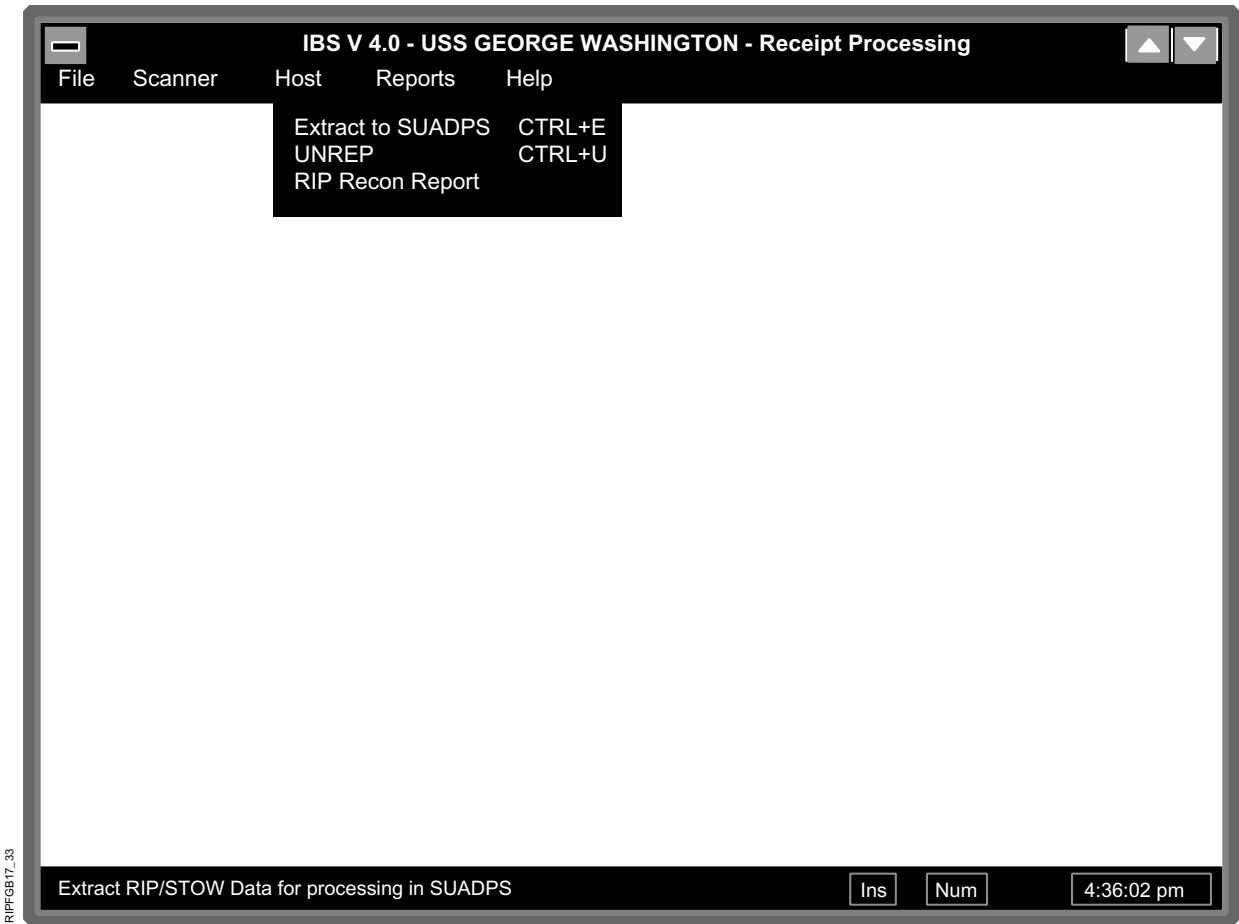 IBS V 4.0 - USS GEORGE WASHINGTON - Receipt Processing
File Scanner Host Reports Help
Extract to SUADPS CTRL+E
UNREP CTRL+U
RIP Recon Report
Extract RIP/STOW Data for processing in SUADPS Ins Num 4:36:02 pm
RIPFGB17_33